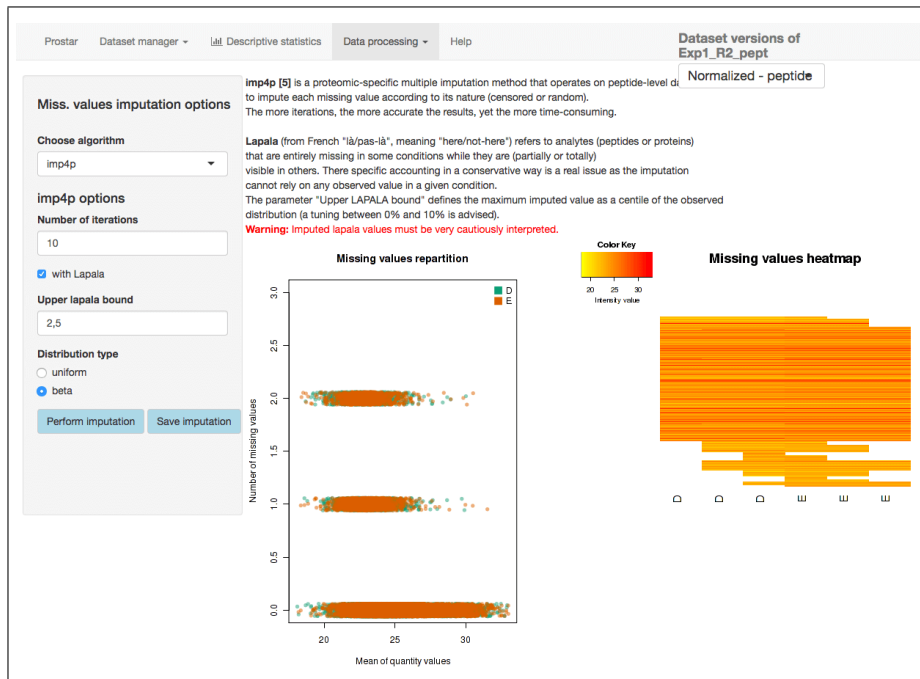 Prostar
Dataset manager
Descriptive statistics
Data processing
Help
Dataset versions of
Exp1_R2_pept
Normalized - peptide
Miss. values imputation options
Choose algorithm
imp4p
imp4p options
Number of iterations
10
with Lapala
Upper lapala bound
2,5
Distribution type
uniform
beta
Perform imputation
Save imputation
imp4p [5] is a proteomic-specific multiple imputation method that operates on peptide-level da
to impute each missing value according to its nature (censored or random).
The more iterations, the more accurate the results, yet the more time-consuming.
Lapala (from French "là/pas-là", meaning "here/not-here") refers to analytes (peptides or proteins)
that are entirely missing in some conditions while they are (partially or totally)
visible in others. There specific accounting in a conservative way is a real issue as the imputation
cannot rely on any observed value in a given condition.
The parameter "Upper LAPALA bound" defines the maximum imputed value as a centile of the observed
distribution (a tuning between 0% and 10% is advised).
Warning: Imputed lapala values must be very cautiously interpreted.
Missing values repartition
D
E
Number of missing values
3.0
2.5
2.0
1.5
1.0
0.5
0.0
20 25 30
Mean of quantity values
Color Key
20 25 30
Intensity value
Missing values heatmap
D D D E E E